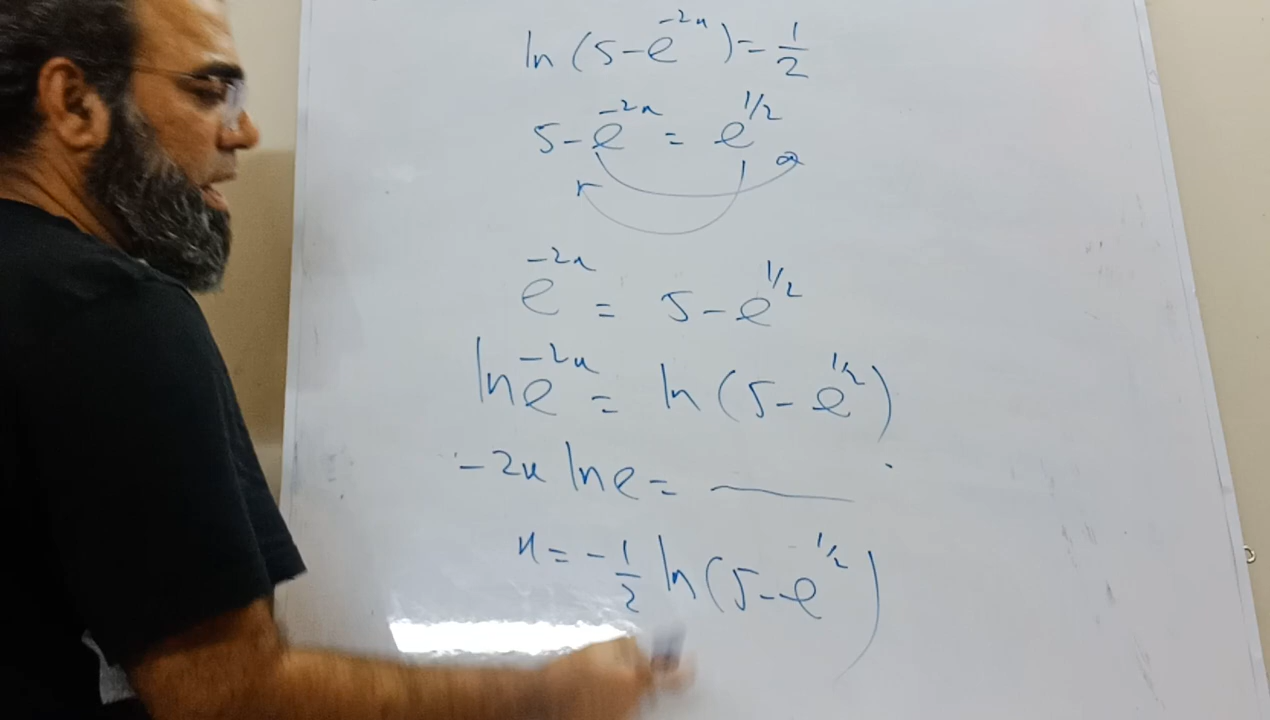 ln (5-e^-2x) = 1/2
5-e^-2x = e^1/2
e^-2x = 5-e^1/2
ln e^-2x = ln (5-e^1/2)
-2x ln e = ___
x = -1/2 ln (5-e^1/2)